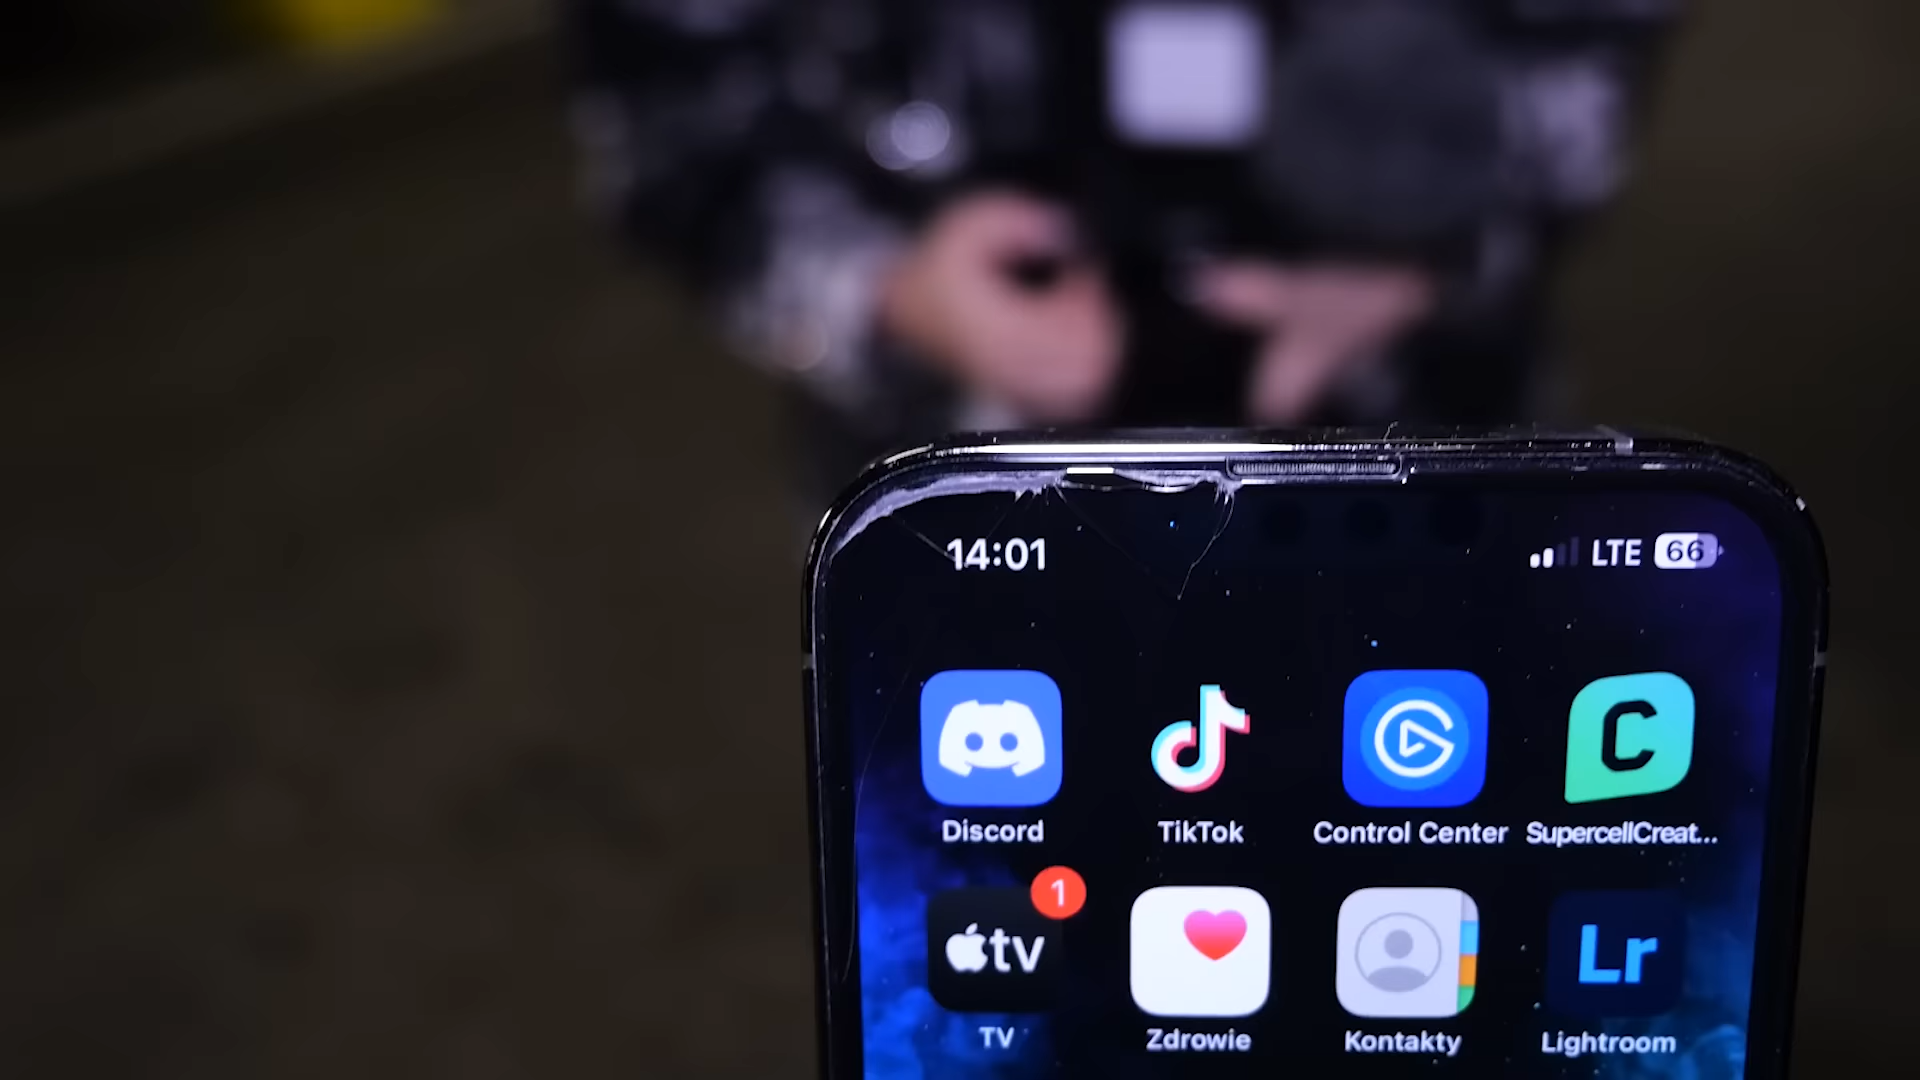 14:01 LTE 66
Discord TikTok Control Center SupercellCreat...
1
tv Lr
TV Zdrowie Kontakty Lightroom